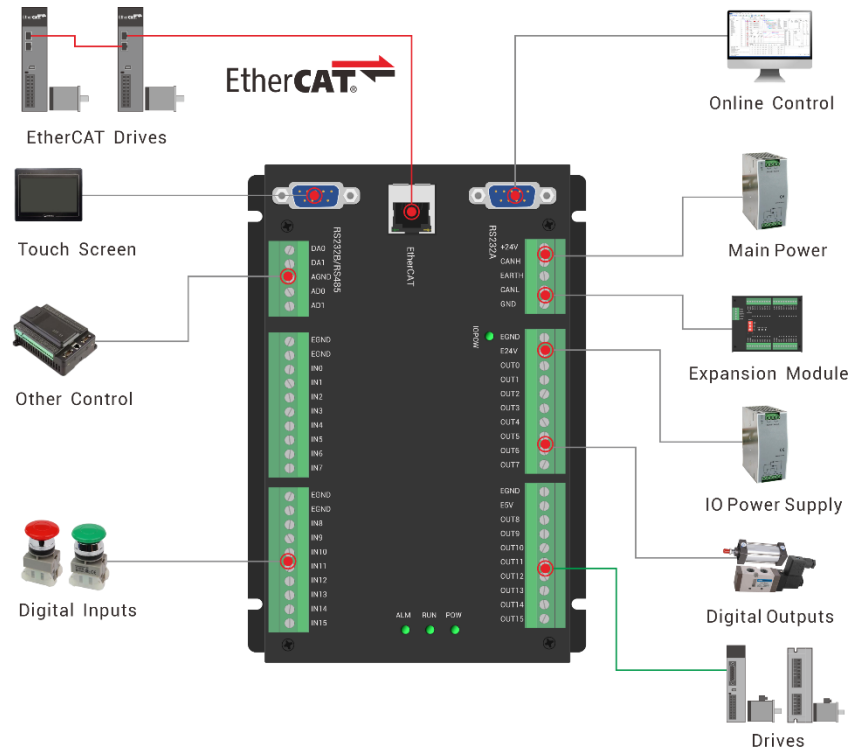 EtherCAT®
EtherCAT Drives
Online Control
Touch Screen
Main Power
Other Control
Expansion Module
IO Power Supply
Digital Inputs
Digital Outputs
Drives
RS232B/RS485
EtherCAT
RS232A
DA0
DA1
AGND
AD0
AD1
EGND
EGND
IN0
IN1
IN2
IN3
IN4
IN5
IN6
IN7
EGND
EGND
IN8
IN9
IN10
IN11
IN12
IN13
IN14
IN15
+24V
CANH
EARTH
CANL
GND
IOPOW
EGND
E24V
OUT0
OUT1
OUT2
OUT3
OUT4
OUT5
OUT6
OUT7
EGND
E5V
OUT8
OUT9
OUT10
OUT11
OUT12
OUT13
OUT14
OUT15
ALM RUN POW